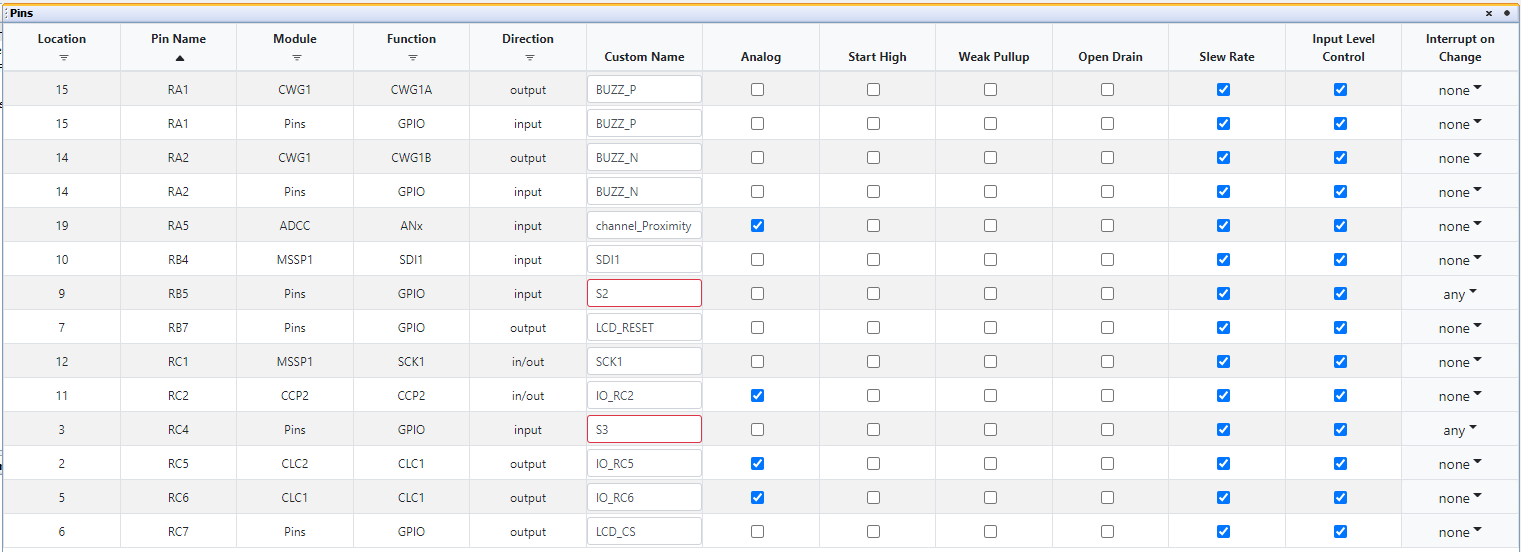 Pins
Location Pin Name Module Function Direction Custom Name Analog Start High Weak Pullup Open Drain Slew Rate Input Level Control Interrupt on Change
15 RA1 CWG1 CWG1A output BUZZ_P none
15 RA1 Pins GPIO input BUZZ_P none
14 RA2 CWG1 CWG1B output BUZZ_N none
14 RA2 Pins GPIO input BUZZ_N none
19 RA5 ADCC ANx input channel_Proximity none
10 RB4 MSSP1 SDI1 input SDI1 none
9 RB5 Pins GPIO input S2 any
7 RB7 Pins GPIO output LCD_RESET none
12 RC1 MSSP1 SCK1 in/out SCK1 none
11 RC2 CCP2 CCP2 in/out IO_RC2 none
3 RC4 Pins GPIO input S3 any
2 RC5 CLC2 CLC1 output IO_RC5 none
5 RC6 CLC1 CLC1 output IO_RC6 none
6 RC7 Pins GPIO output LCD_CS none